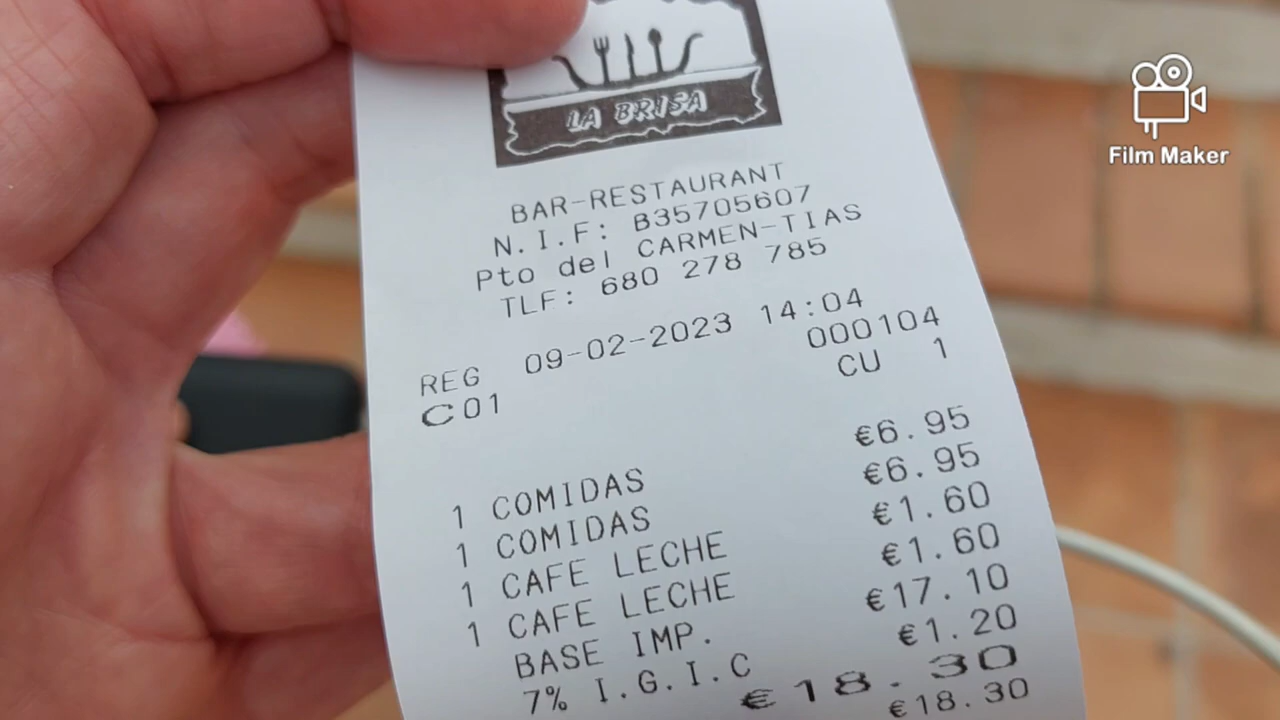 LA BRISA
Film Maker
BAR-RESTAURANT
N.I.F: B35705607
Pto del CARMEN-TIAS
TLF: 680 278 785
REG 09-02-2023 14:04
C01 000104
CU 1
1 COMIDAS €6.95
1 COMIDAS €6.95
1 CAFE LECHE €1.60
1 CAFE LECHE €1.60
BASE IMP. €17.10
7% I.G.I.C €1.20
€18.30
€18.30